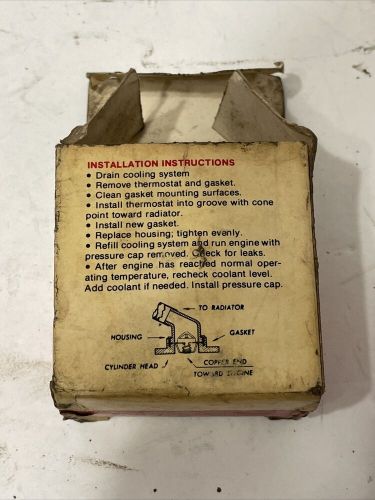 INSTALLATION INSTRUCTIONS
• Drain cooling system
• Remove thermostat and gasket.
• Clean gasket mounting surfaces.
• Install thermostat into groove with cone
point toward radiator.
• Install new gasket.
• Replace housing; tighten evenly.
• Refill cooling system and run engine with
pressure cap removed. Check for leaks.
• After engine has reached normal oper-
ating temperature, recheck coolant level.
Add coolant if needed. Install pressure cap.
TO RADIATOR
HOUSING
GASKET
CYLINDER HEAD
COPPER END
TOWARD ENGINE